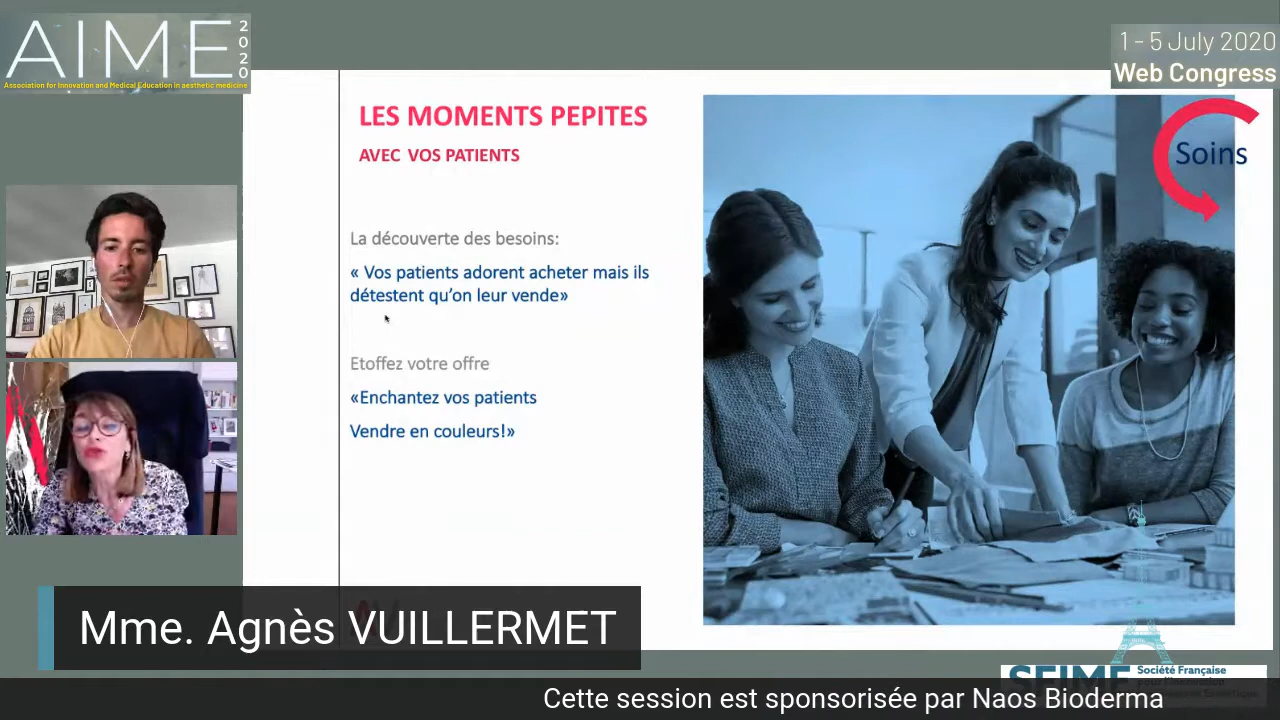 AIME
2020
Association for Innovation and Medical Education in aesthetic medicine
1 - 5 July 2020
Web Congress
LES MOMENTS PEPITES
AVEC VOS PATIENTS
Soins
La découverte des besoins:
« Vos patients adorent acheter mais ils
détestent qu’on leur vende»
Etoffez votre offre
«Enchantez vos patients
Vendre en couleurs!»
Mme. Agnès VUILLERMET
Société Française
Cette session est sponsorisée par Naos Bioderma